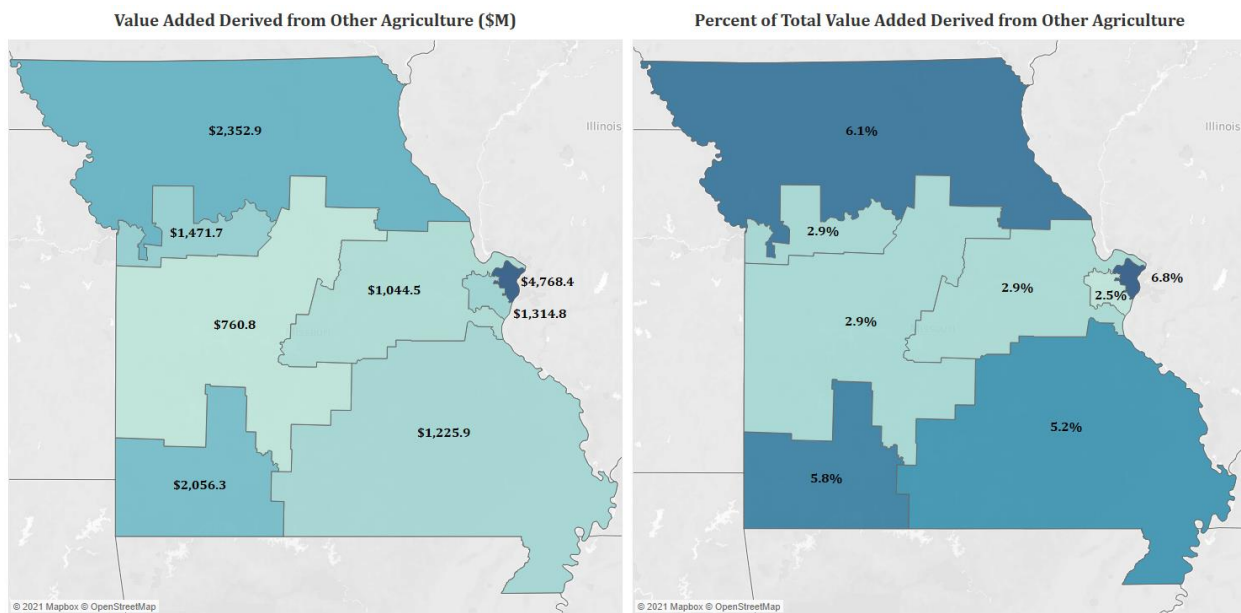 Value Added Derived from Other Agriculture ($M)
$2,352.9
Illinois
$1,471.7
$4,768.4
$1,044.5
$1,314.8
$760.8
$1,225.9
$2,056.3
© 2021 Mapbox © OpenStreetMap
Percent of Total Value Added Derived from Other Agriculture
6.1%
Illinois
2.9%
6.8%
2.9%
2.5%
2.9%
5.2%
5.8%
© 2021 Mapbox © OpenStreetMap